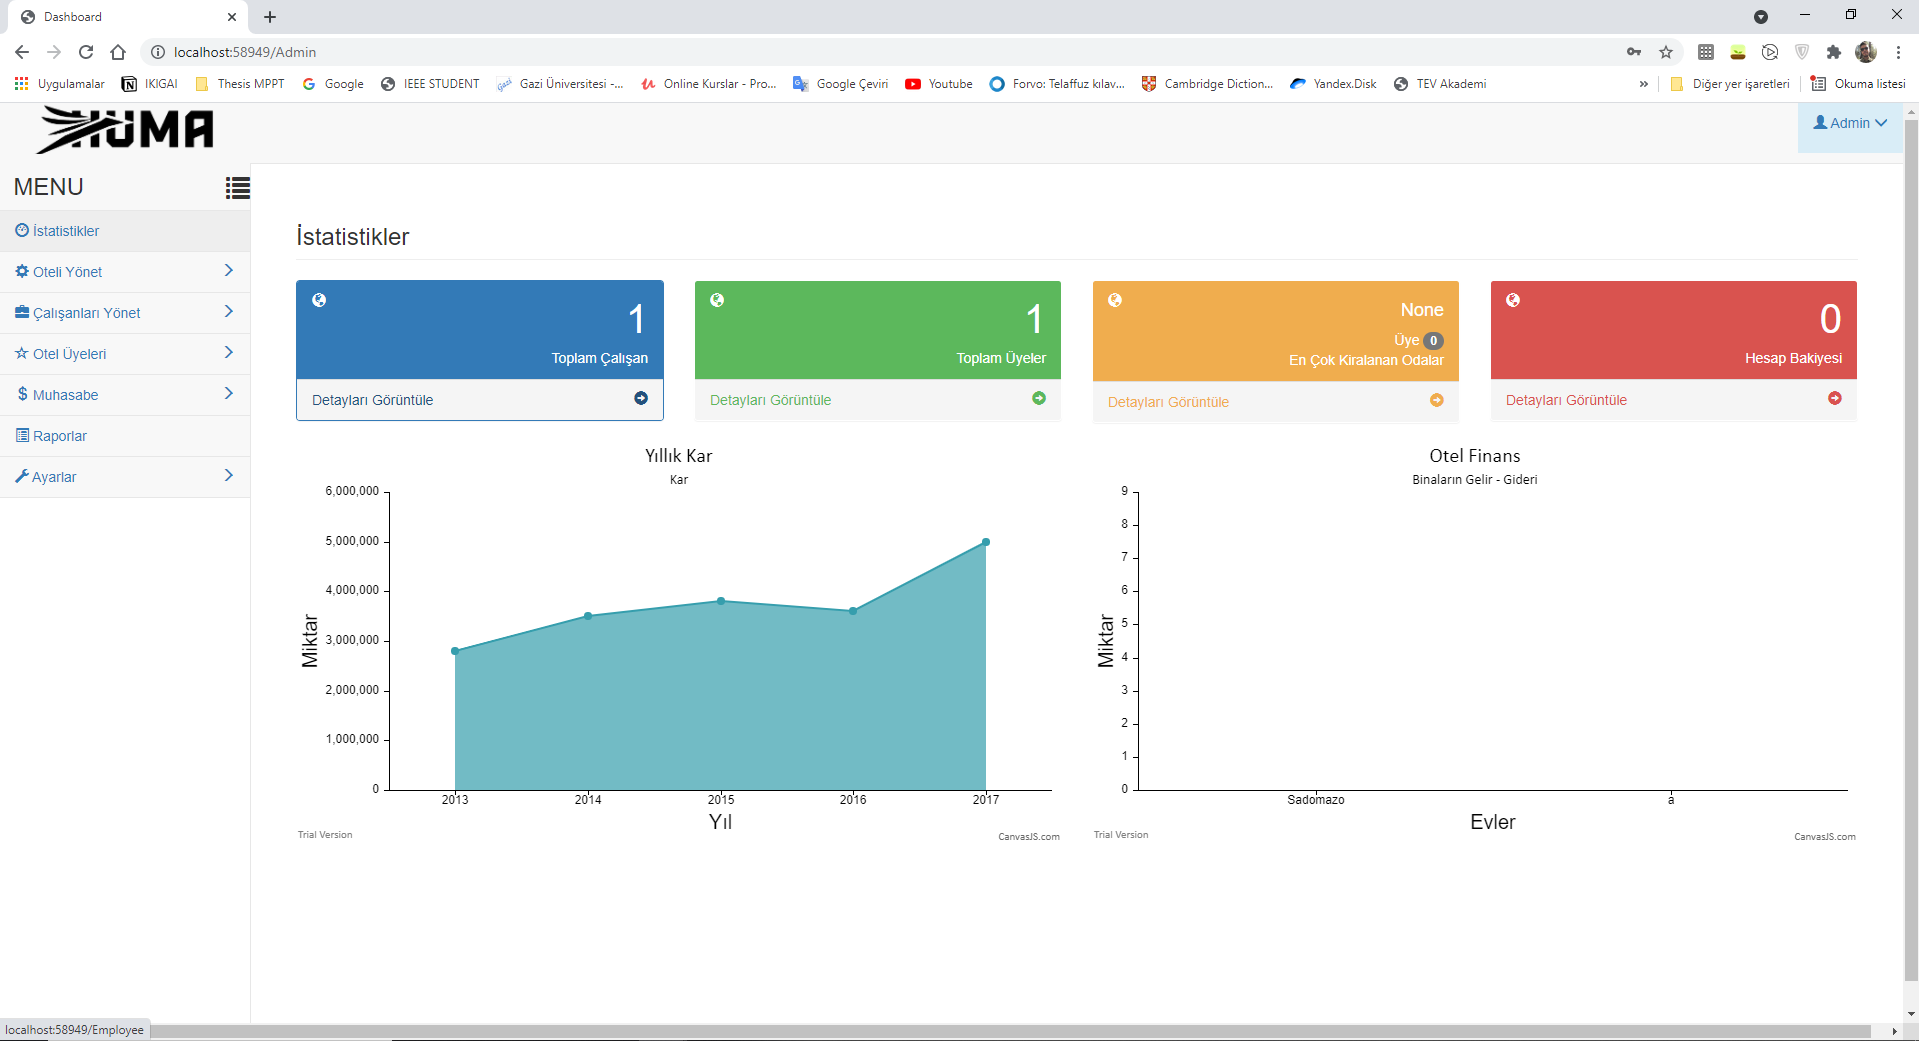 Dashboard
localhost:58949/Admin
Uygulamalar IKIGAI Thesis MPPT Google IEEE STUDENT Gazi Üniversitesi -... Online Kurslar - Pro... Google Çeviri Youtube Forvo: Telaffuz kılav... Cambridge Diction... Yandex.Disk TEV Akademi » Diğer yer işaretleri Okuma listesi
HUMA
Admin
MENU
İstatistikler
Oteli Yönet
Çalışanları Yönet
Otel Üyeleri
Muhasabe
Raporlar
Ayarlar
İstatistikler
1
Toplam Çalışan
Detayları Görüntüle
1
Toplam Üyeler
Detayları Görüntüle
None
Üye 0
En Çok Kiralanan Odalar
Detayları Görüntüle
0
Hesap Bakiyesi
Detayları Görüntüle
Yıllık Kar
Kar
6,000,000
5,000,000
4,000,000
3,000,000
2,000,000
1,000,000
0
Miktar
2013 2014 2015 2016 2017
Yıl
Trial Version
CanvasJS.com
Otel Finans
Binaların Gelir - Gideri
9
8
7
6
5
4
3
2
1
0
Miktar
Sadomazo a
Evler
Trial Version
CanvasJS.com
localhost:58949/Employee